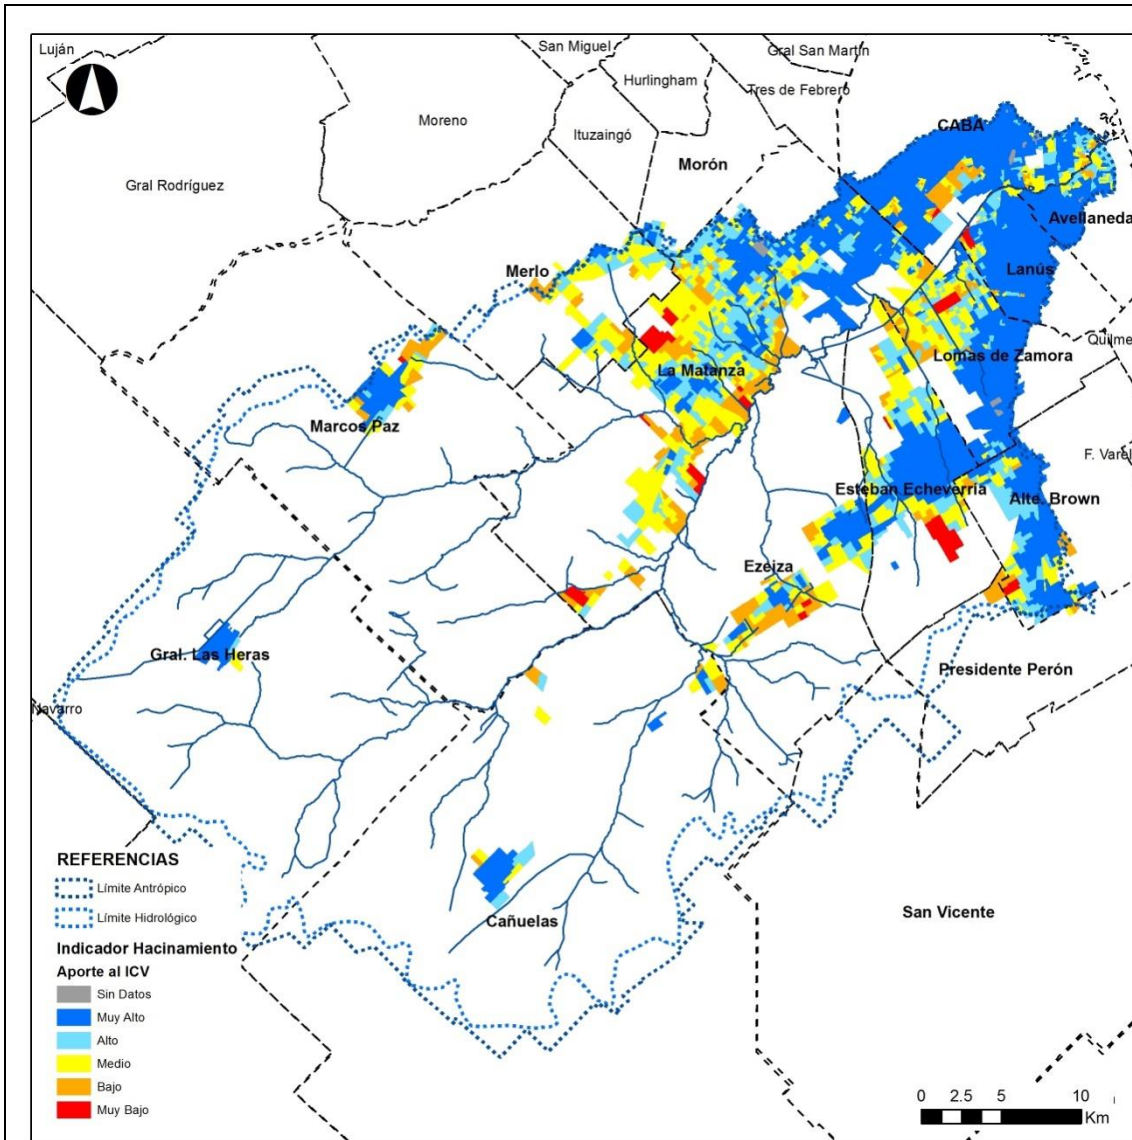 Luján
San Miguel
Gral San Martín
Hurlingham
Tres de Febrero
Moreno
Ituzaingó
CABA
Morón
Gral Rodríguez
Avellaneda
Merlo
Lanús
Quilme
Lomas de Zamora
La Matanza
Marcos Paz
F. Varel
Esteban Echeverría
Alte. Brown
Ezeiza
Gral. Las Heras
Presidente Perón
Navarro
REFERENCIAS
Límite Antrópico
Límite Hidrológico
San Vicente
Cañuelas
Indicador Hacinamiento
Aporte al ICV
Sin Datos
Muy Alto
Alto
Medio
Bajo
Muy Bajo
0 2.5 5 10
Km